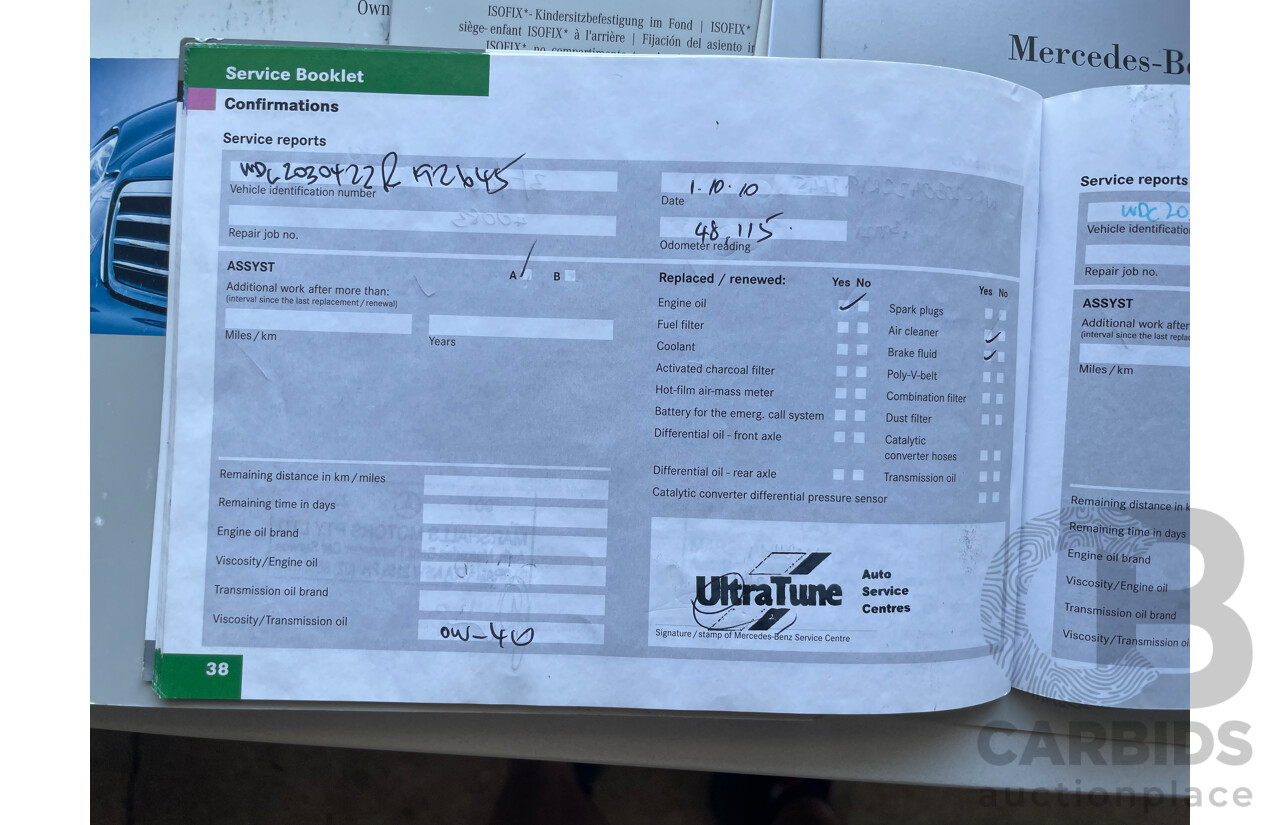 Own
ISOFIX*- Kindersitzbefestigung im Fond | ISOFIX*
siège-enfant ISOFIX* à l'arrière | Fijación del asiento in
ISOFIX* no compartimento
Mercedes-Be
Service Booklet
Confirmations
Service reports
Vehicle identification number
1.10.10
Date
Repair job no.
48,115
Odometer reading
ASSYST
A B
Additional work after more than:
(interval since the last replacement / renewal)
Miles / km
Years
Replaced / renewed: Yes No
Engine oil
Fuel filter
Coolant
Activated charcoal filter
Hot-film air-mass meter
Battery for the emerg. call system
Differential oil - front axle
Differential oil - rear axle
Catalytic converter differential pressure sensor
Yes No
Spark plugs
Air cleaner
Brake fluid
Poly-V-belt
Combination filter
Dust filter
Catalytic
converter hoses
Transmission oil
Remaining distance in km / miles
Remaining time in days
Engine oil brand
Viscosity/Engine oil
Transmission oil brand
Viscosity/Transmission oil
0W-40
UltraTune
Auto
Service
Centres
Signature / stamp of Mercedes-Benz Service Centre
38
Service reports
WDC20
Vehicle identificatio
Repair job no.
ASSYST
Additional work after
(interval since the last replac
Miles / km
Remaining distance in k
Remaining time in days
Engine oil brand
Viscosity/Engine oil
Transmission oil brand
Viscosity/Transmission oi
CB
CARBIDS
auctionplace